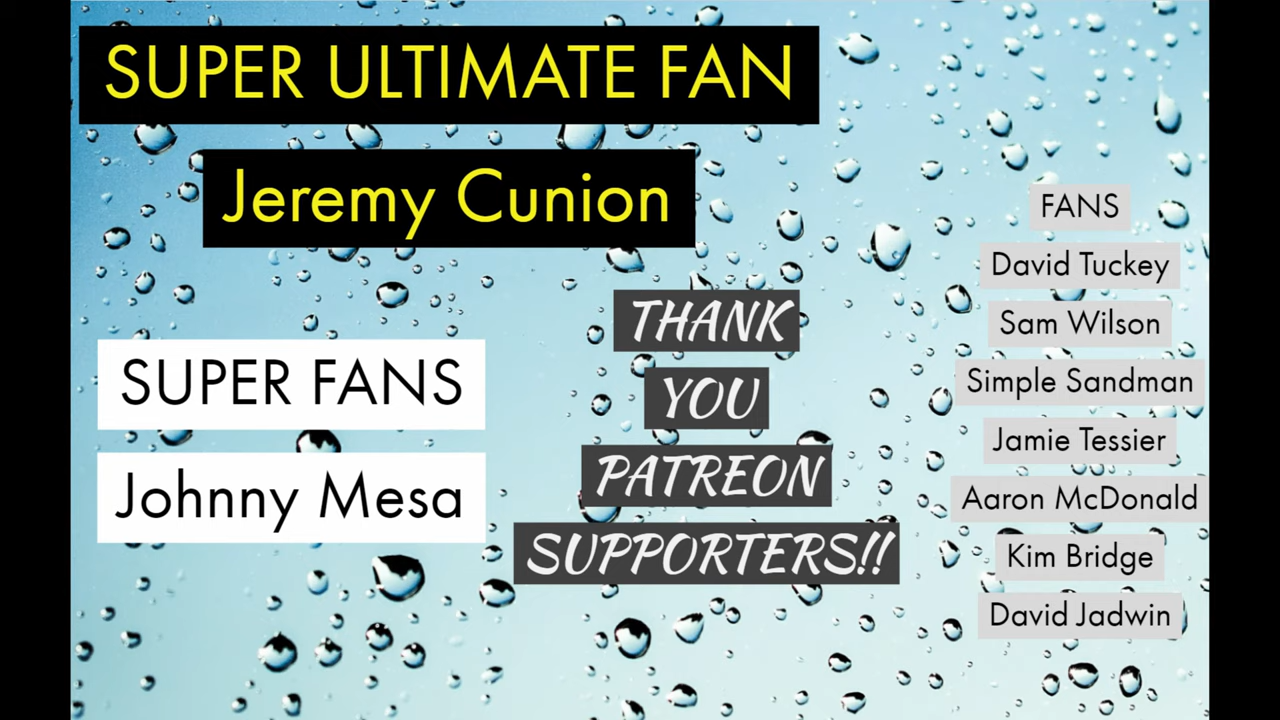 SUPER ULTIMATE FAN
Jeremy Cunion
SUPER FANS
Johnny Mesa
THANK
YOU
PATREON
SUPPORTERS!!
FANS
David Tuckey
Sam Wilson
Simple Sandman
Jamie Tessier
Aaron McDonald
Kim Bridge
David Jadwin